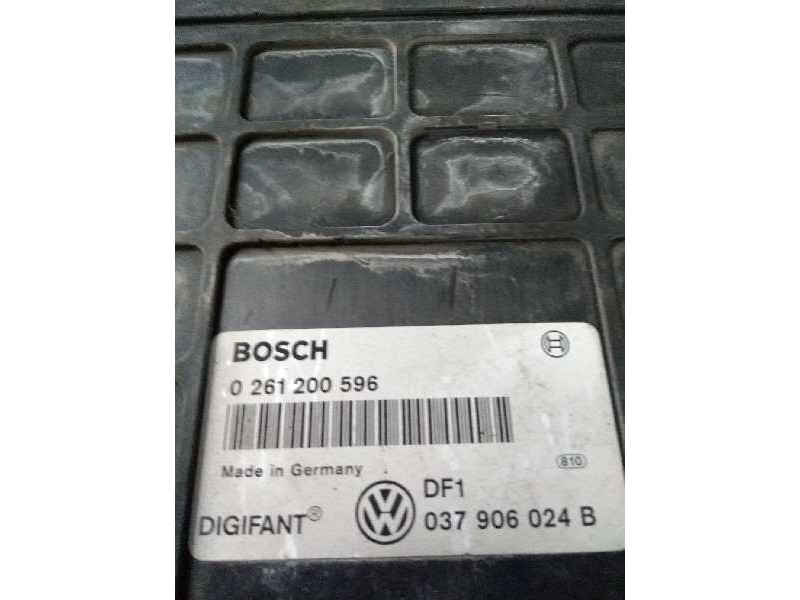 BOSCH
0 261 200 596
Made in Germany
810
DIGIFANT®
DF1
037 906 024 B